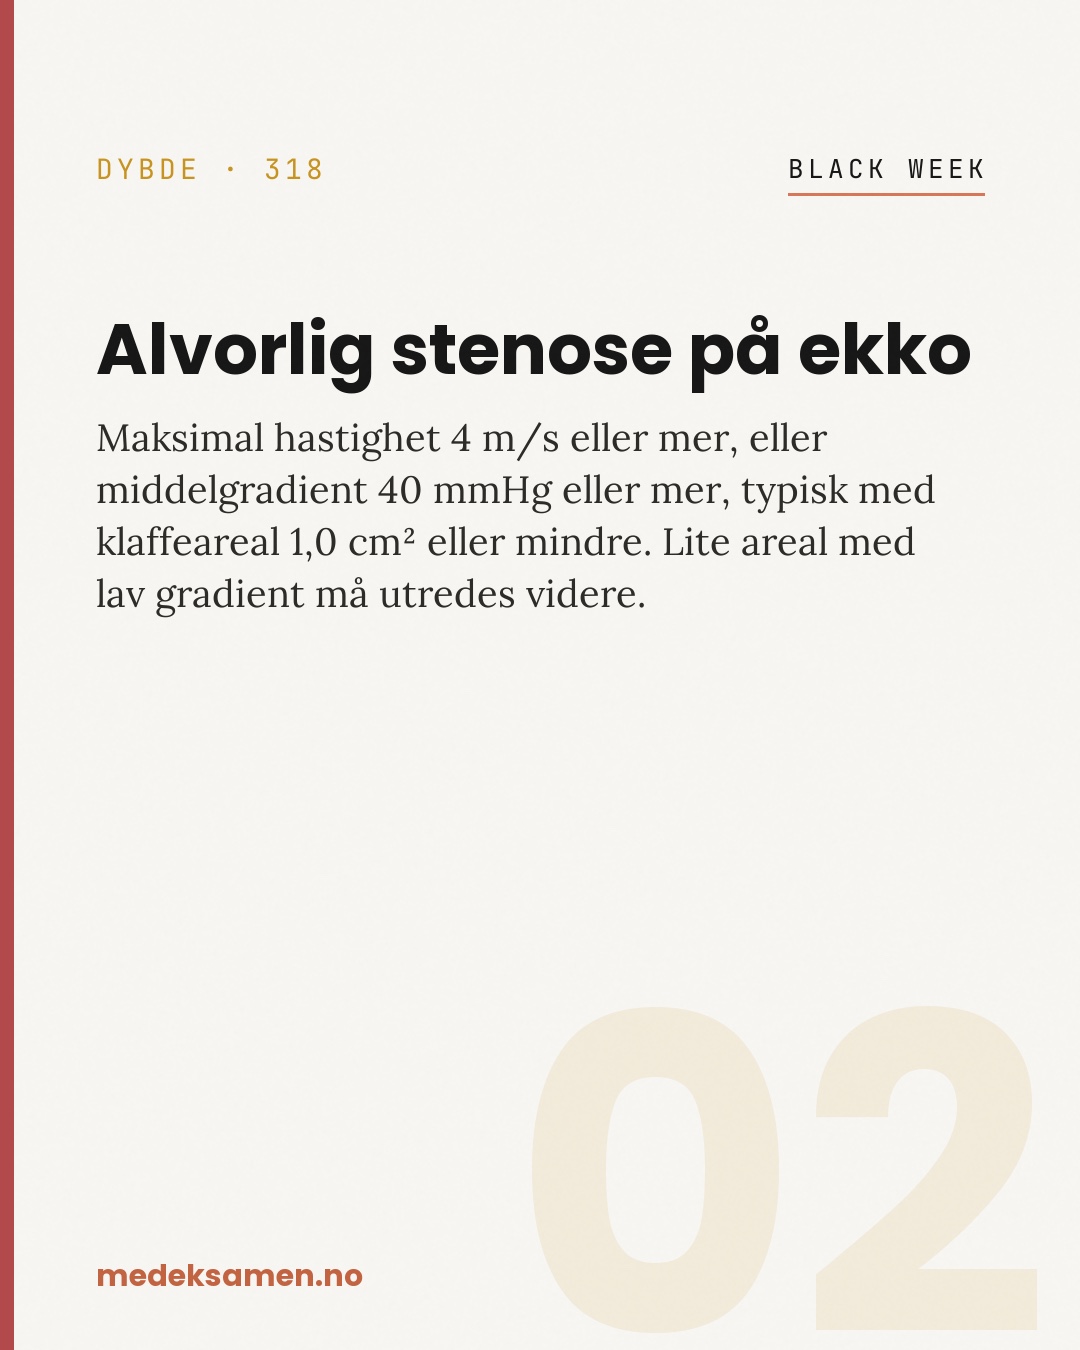 DYBDE · 318
BLACK WEEK
Alvorlig stenose på ekko
Maksimal hastighet 4 m/s eller mer, eller
middelgradient 40 mmHg eller mer, typisk med
klaffeareal 1,0 cm² eller mindre. Lite areal med
lav gradient må utredes videre.
02
medeksamen.no